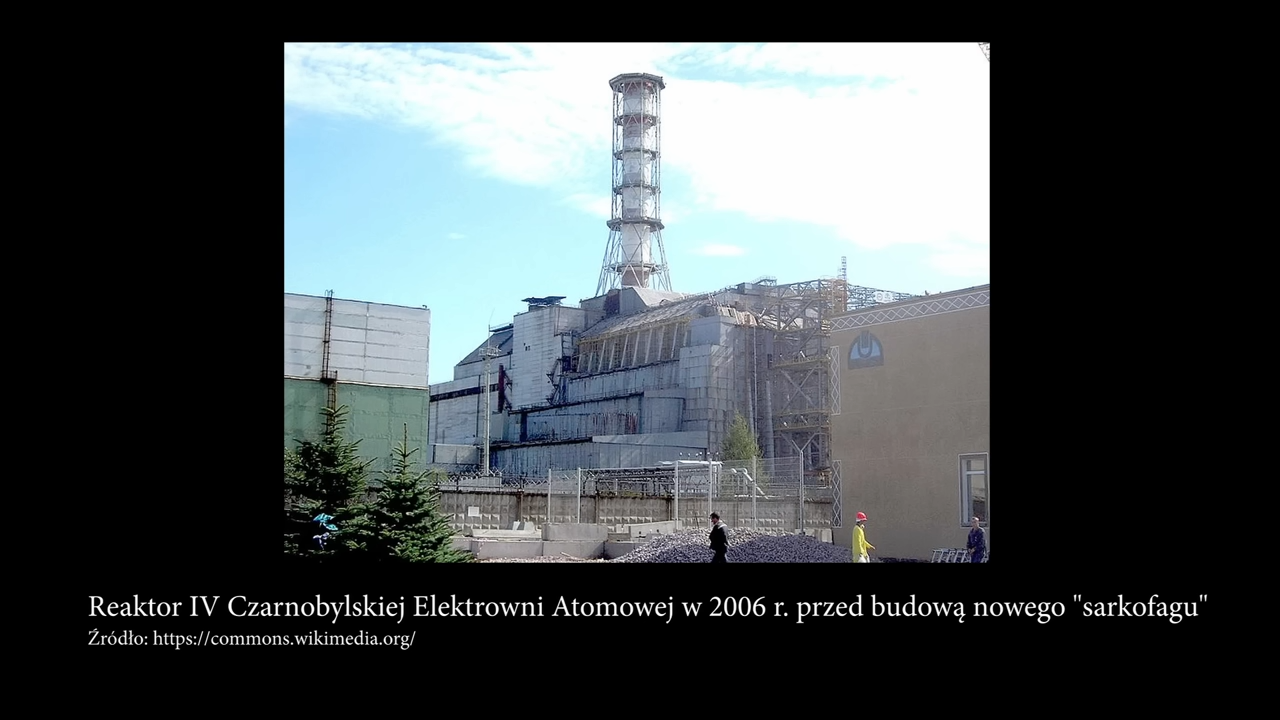 Reaktor IV Czarnobylskiej Elektrowni Atomowej w 2006 r. przed budową nowego "sarkofagu"
Źródło: https://commons.wikimedia.org/